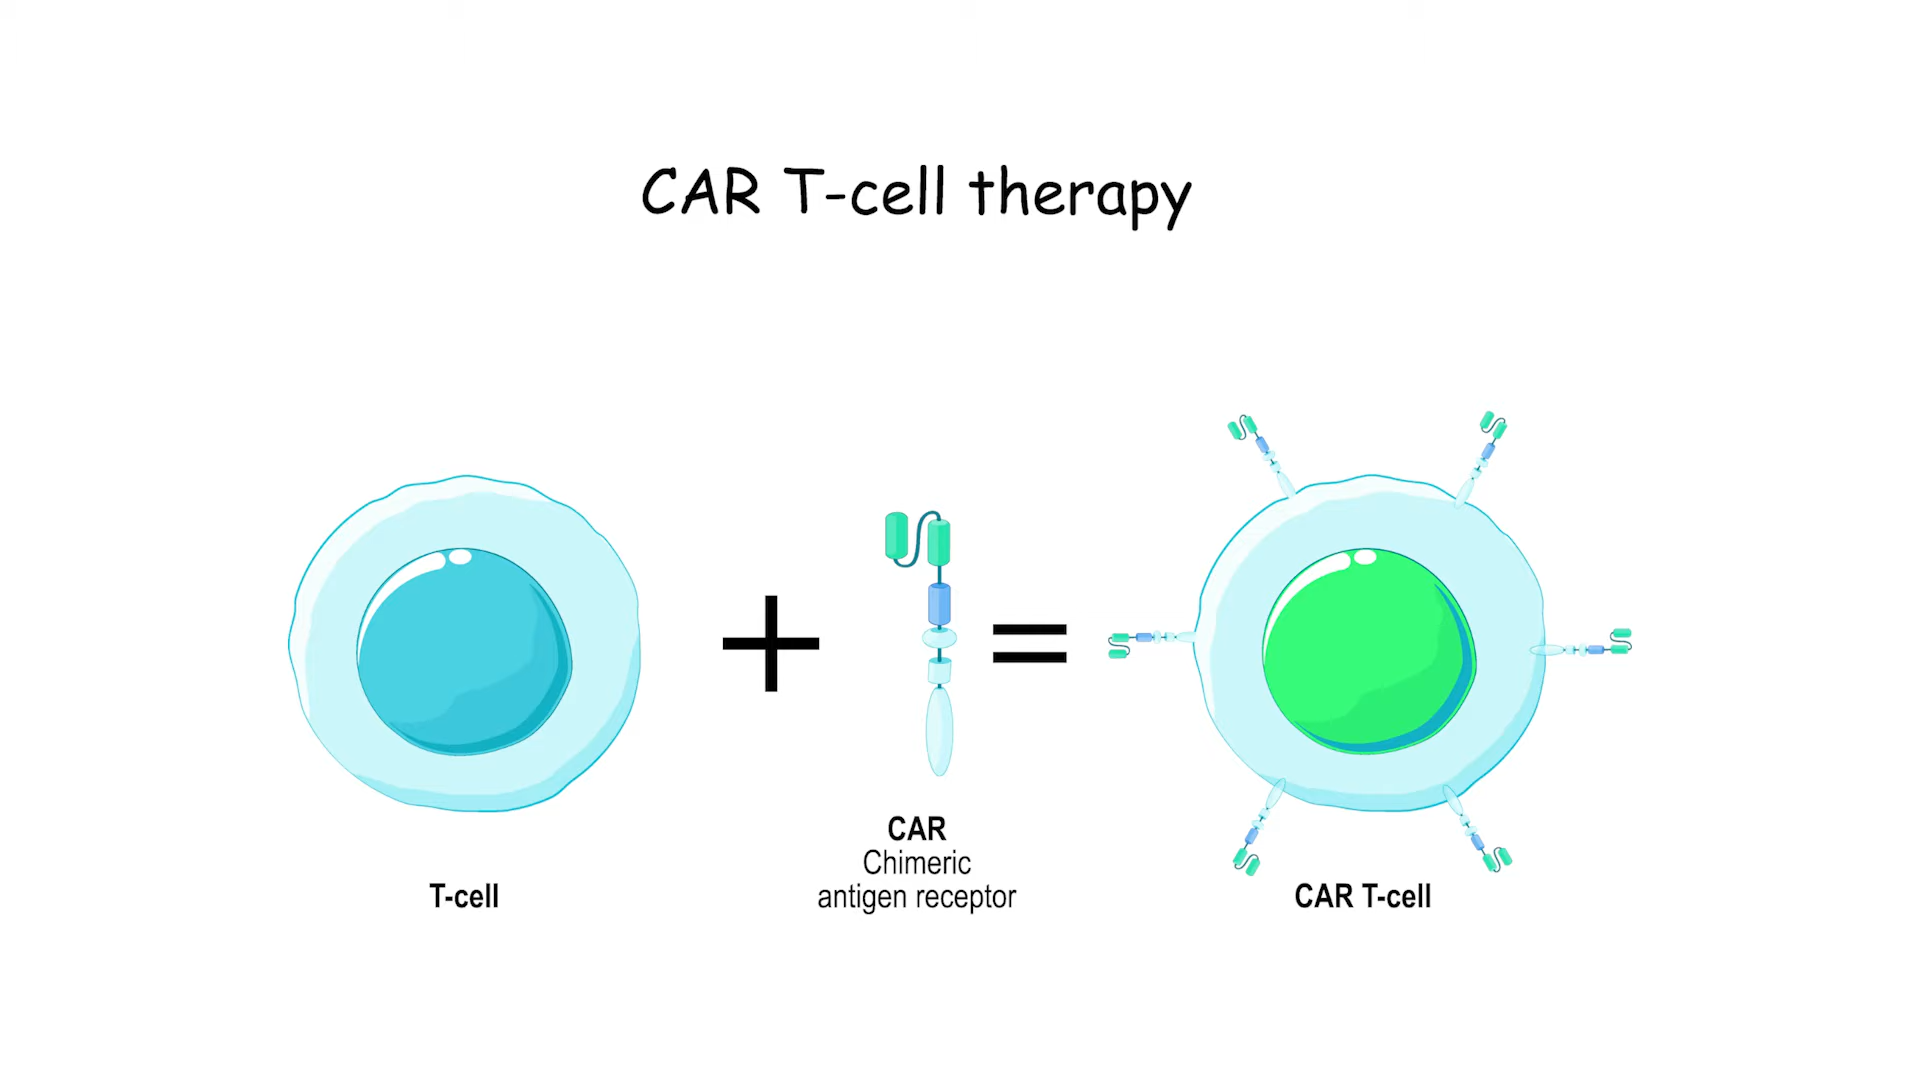 CAR T-cell therapy
T-cell
CAR
Chimeric
antigen receptor
CAR T-cell